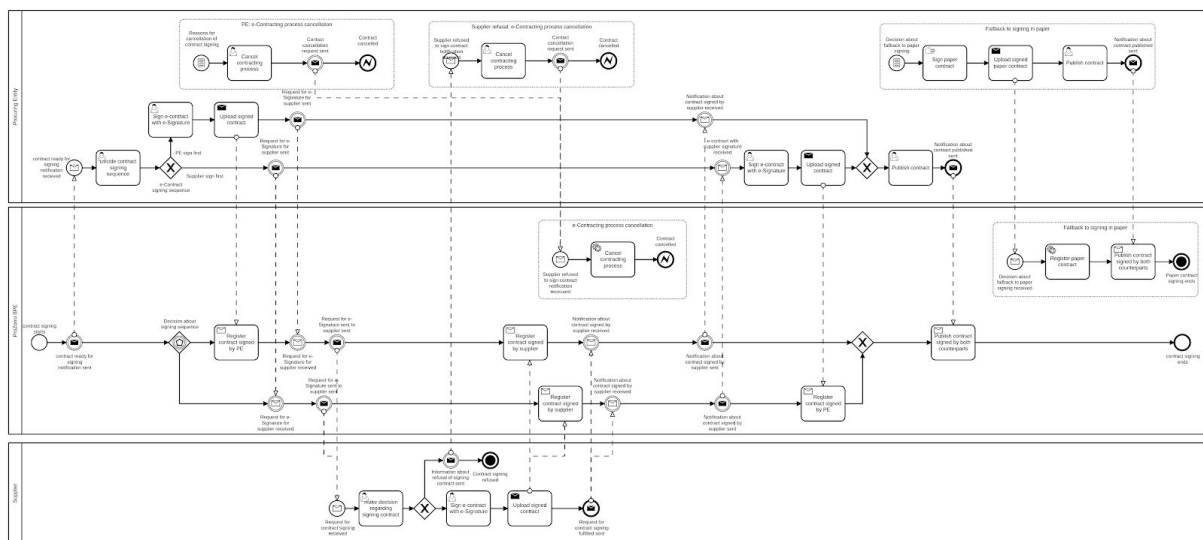 PE: e-Contracting process cancellation
Reasons for
cancellation of
contract signing
Cancel
contracting
process
Contact
cancellation
request sent
Contract
cancelled
Supplier refusal e-Contracting process cancellation
Supplier refused
to sign contract
notification
Cancel
contracting
process
Contact
cancellation
request sent
Contract
cancelled
Fallback to signing in paper
Decision about
fallback to paper
signing
Sign paper
contract
Upload signed
paper contract
Publish contract
Notification about
contract published
sent
Procuring Entity
contract ready for
signing
notification
recieved
Decide contract
signing
sequence
e-Contract
signing sequence
PE sign first
Supplier sign first
Sign e-contract
with e-Signature
Upload signed
contract
Request for e-
Signature for
supplier sent
Request for e-
Signature for
supplier sent
Notification about
contract signed by
supplier received
e-contract with
supplier signature
received
Sign e-contract
with e-Signature
Upload signed
contract
Publish contract
Notification about
contract published
sent
ProZorro BPE
e-Contracting process cancellation
Supplier refused
to sign contract
notification
Cancel
contracting
process
Contract
cancelled
Fallback to signing in paper
Decision about
fallback to paper
signing received
Register paper
contract
Publish contract
signed by both
counterparts
Paper contract
signing ends
contract signing
starts
contract ready for
signing
notification sent
Decision about
signing sequence
Register
contract signed
by PE
Request for e-
Signature for
supplier received
Request for e-
Signature sent to
supplier sent
Register
contract signed
by supplier
Notification about
contract signed by
supplier received
Notification about
contract signed by
supplier sent
Publish contract
signed by both
counterparts
contract signing
ends
Request for e-
Signature for
supplier received
Request for e-
Signature sent to
supplier sent
Register
contract signed
by supplier
Notification about
contract signed by
supplier received
Notification about
contract signed by
supplier sent
Register
contract signed
by PE
Supplier
Request for
contract signing
recieved
Make decision
regarding
signing contract
Information about
refusal of signing
contract sent
Contract signing
refused
Sign e-contract
with e-Signature
Upload signed
contract
Request for
contract signing
fulfilled sent